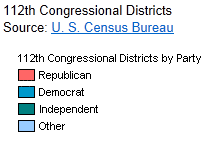 112th Congressional Districts
Source: U. S. Census Bureau
112th Congressional Districts by Party
Republican
Democrat
Independent
Other